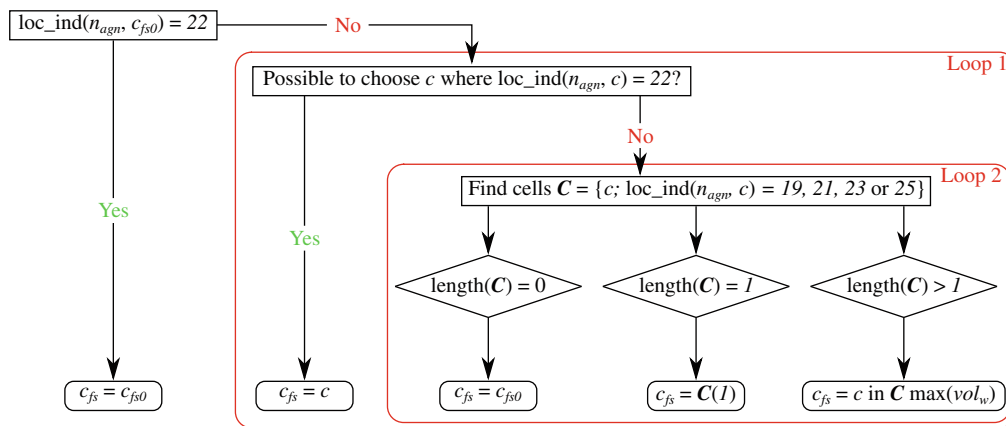 loc_ind(n_agn, c_fs0) = 22
No
Loop 1
Possible to choose c where loc_ind(n_agn, c) = 22?
No
Loop 2
Find cells C = {c; loc_ind(n_agn, c) = 19, 21, 23 or 25}
Yes
Yes
length(C) = 0
length(C) = 1
length(C) > 1
c_fs = c_fs0
c_fs = c
c_fs = c_fs0
c_fs = C(1)
c_fs = c in C max(vol_w)